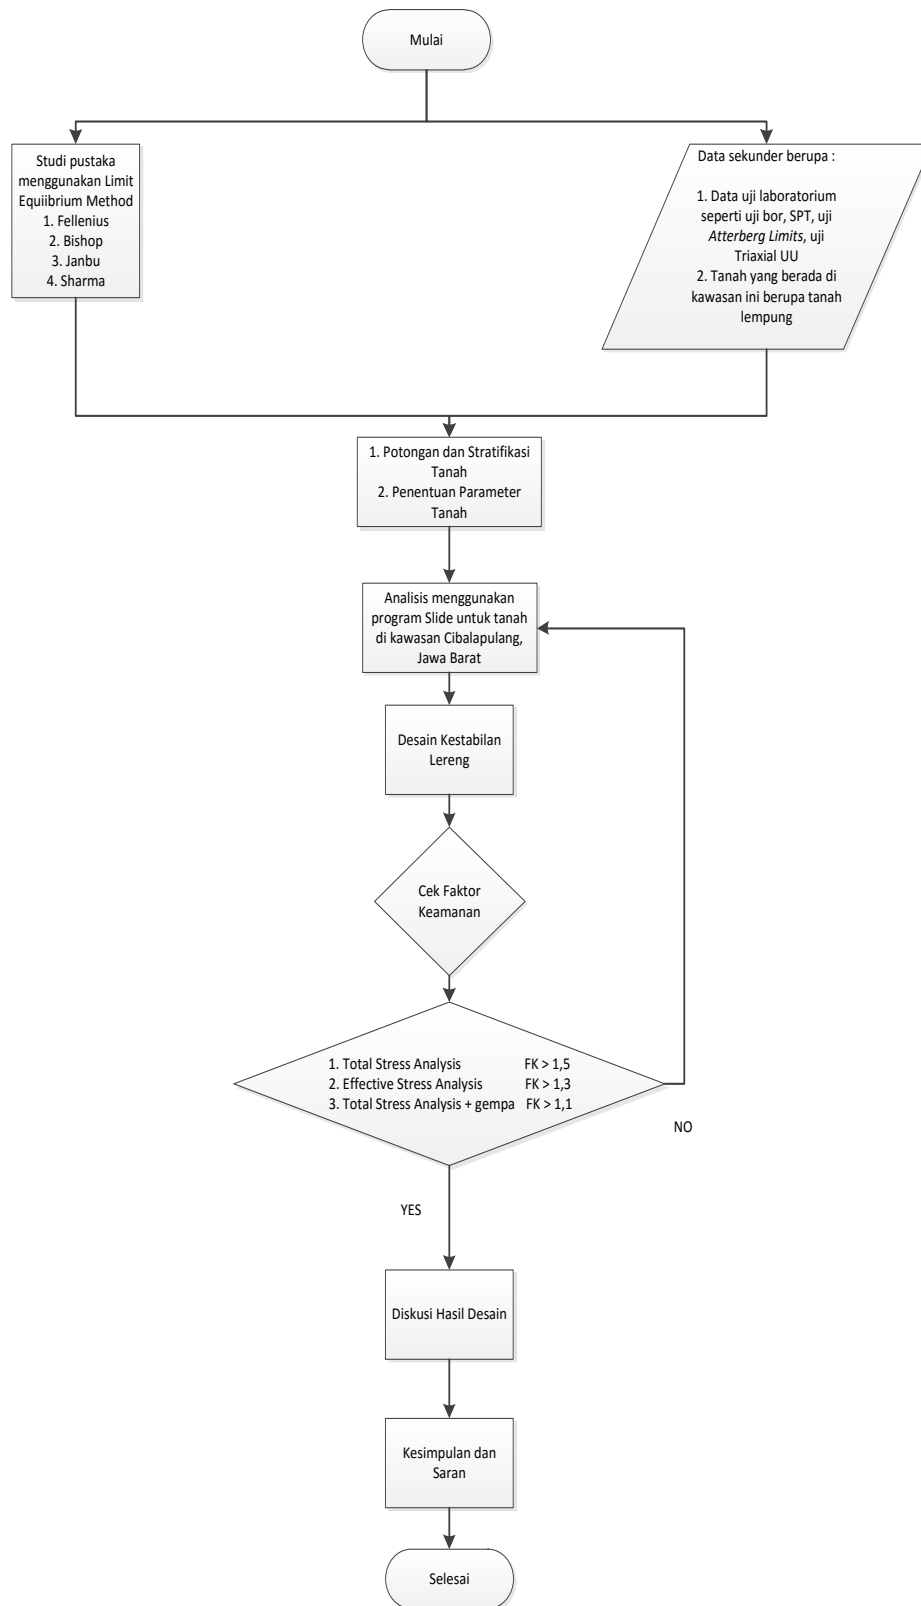 Mulai
Studi pustaka
menggunakan Limit
Equiibrium Method
1. Fellenius
2. Bishop
3. Janbu
4. Sharma
Data sekunder berupa :
1. Data uji laboratorium
seperti uji bor, SPT, uji
Atterberg Limits, uji
Triaxial UU
2. Tanah yang berada di
kawasan ini berupa tanah
lempung
1. Potongan dan Stratifikasi
Tanah
2. Penentuan Parameter
Tanah
Analisis menggunakan
program Slide untuk tanah
di kawasan Cibalapulang,
Jawa Barat
Desain Kestabilan
Lereng
Cek Faktor
Keamanan
1. Total Stress Analysis FK > 1,5
2. Effective Stress Analysis FK > 1,3
3. Total Stress Analysis + gempa FK > 1,1
NO
YES
Diskusi Hasil Desain
Kesimpulan dan
Saran
Selesai